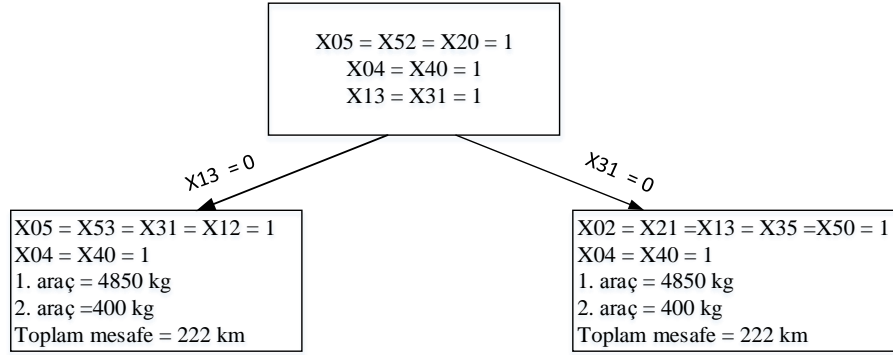 X05 = X52 = X20 = 1
X04 = X40 = 1
X13 = X31 = 1
X13 = 0
X31 = 0
X05 = X53 = X31 = X12 = 1
X04 = X40 = 1
1. araç = 4850 kg
2. araç =400 kg
Toplam mesafe = 222 km
X02 = X21 =X13 = X35 =X50 = 1
X04 = X40 = 1
1. araç = 4850 kg
2. araç = 400 kg
Toplam mesafe = 222 km